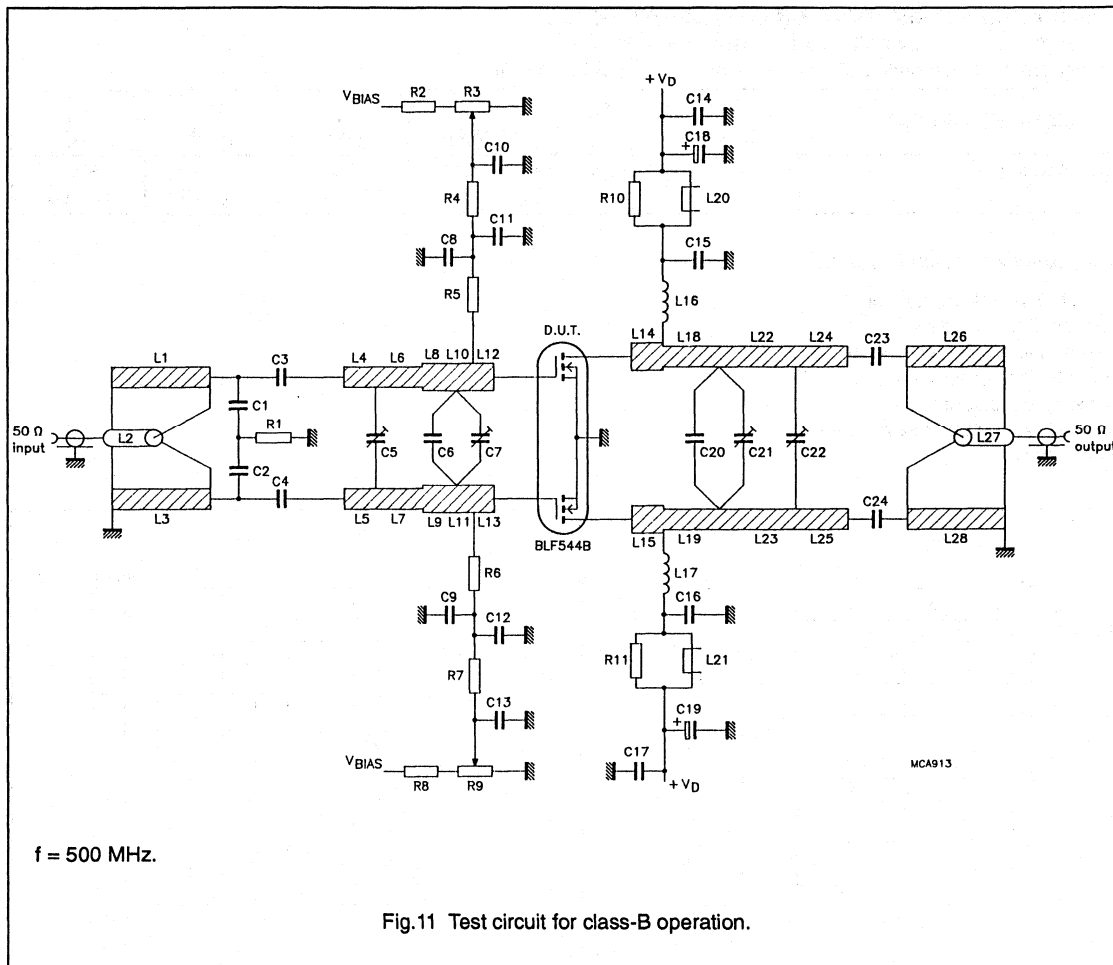 + VD
VBIAS R2 R3 C14
C18
+
C10
R4 R10 L20
C11
C8
C15
R5
L16
D.U.T.
L1 C3 L4 L6 L8 L10 L12 L14 L18 L22 L24 C23 L26
C1
50 Ω
input
L2 R1 C5 C6 C7 C20 C21 C22 L27 50 Ω
output
C2
C4
L3 L5 L7 L9 L11 L13 L15 L19 L23 L25 C24 L28
BLF544B
L17
R6
C9 C16
C12
R11 L21
R7
C13 C19
+
VBIAS C17
R8 R9 + VD
MCA913
f = 500 MHz.
Fig.11 Test circuit for class-B operation.